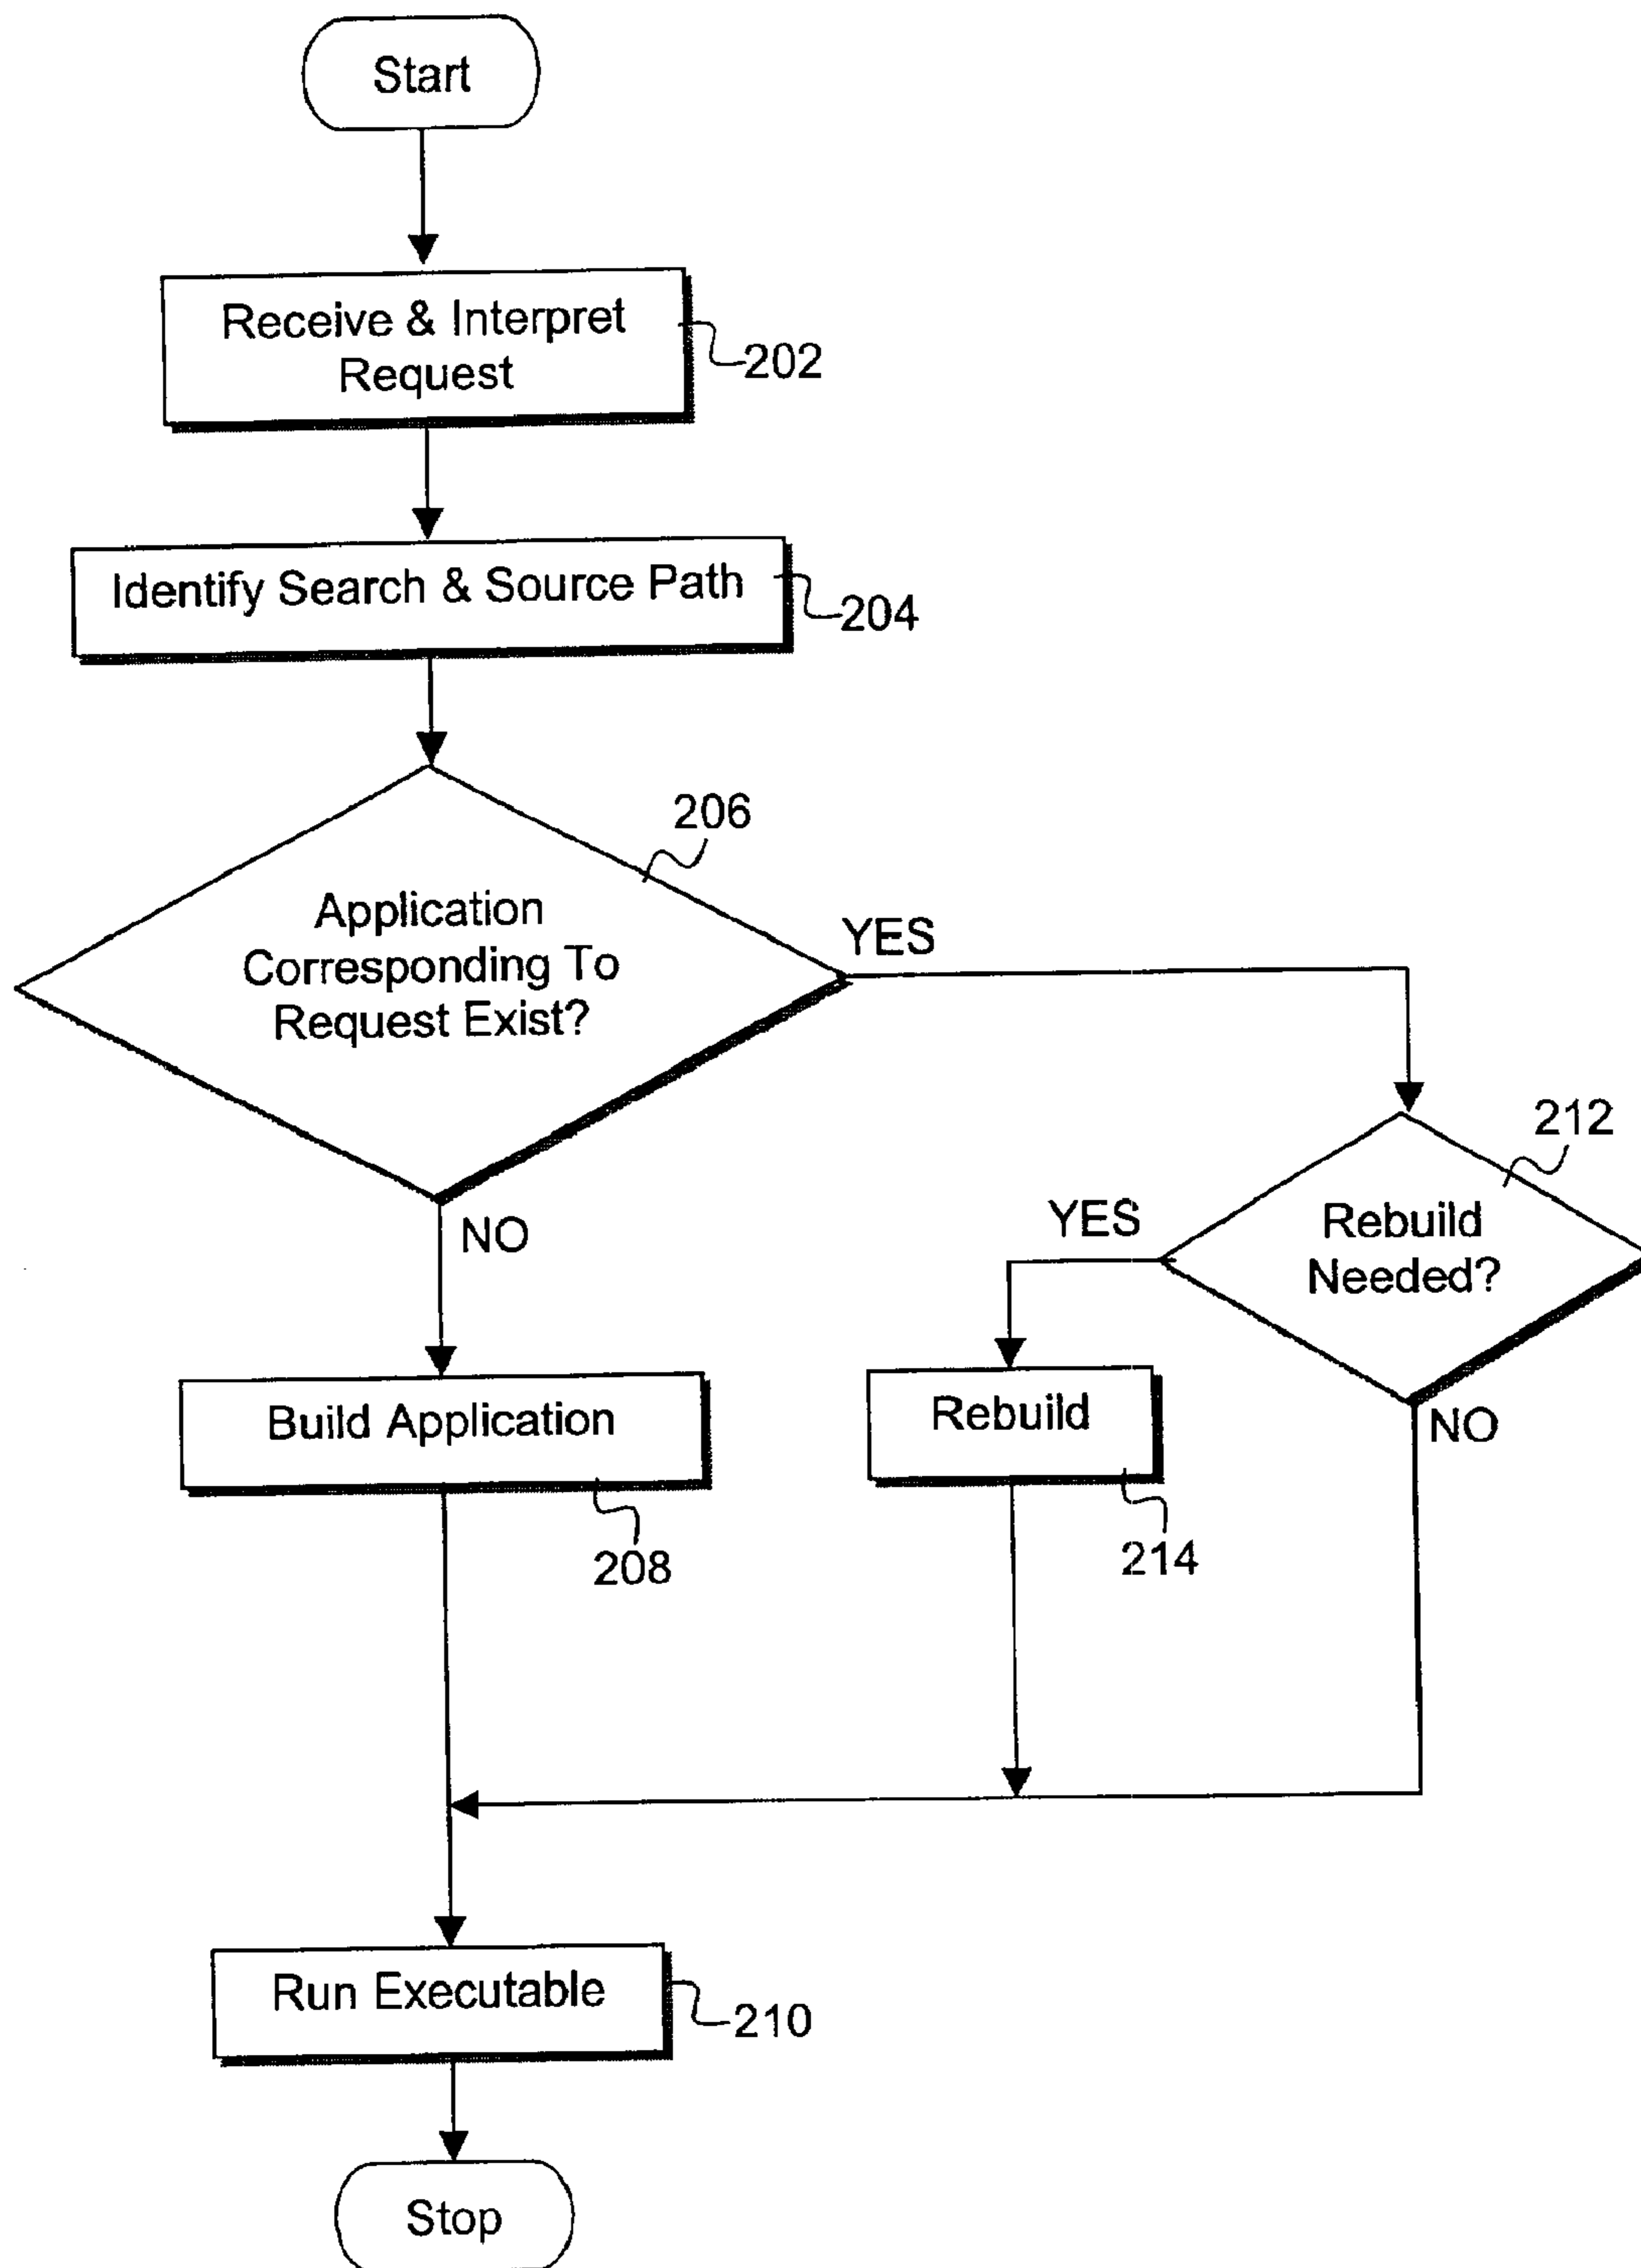 Start
Receive & Interpret
Request
202
Identify Search & Source Path
204
206
Application
Corresponding To
Request Exist?
YES
NO
212
Rebuild
Needed?
YES
NO
Build Application
208
Rebuild
214
Run Executable
210
Stop